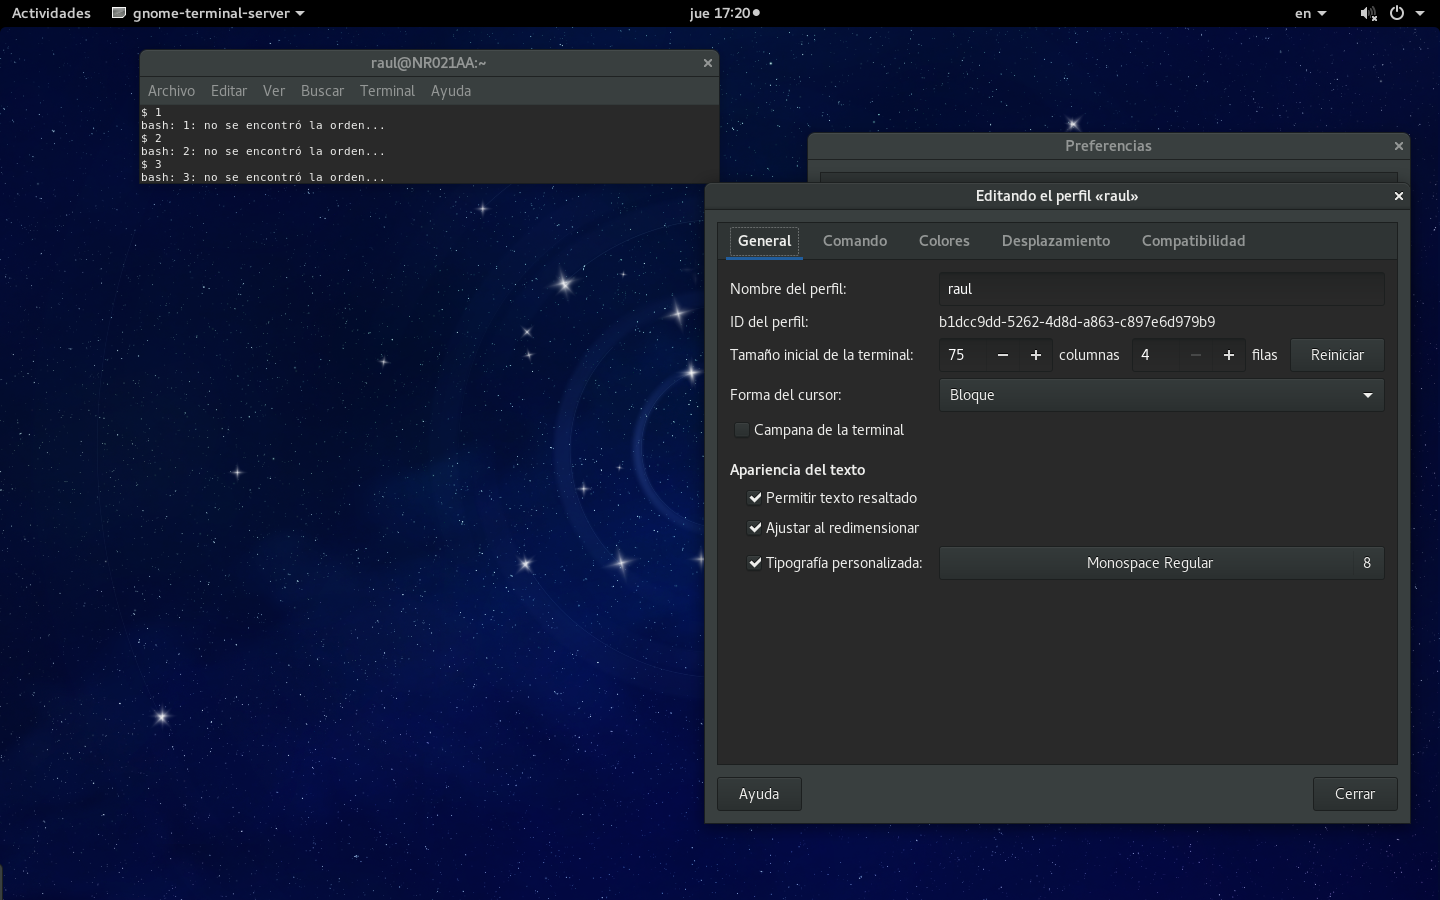 Actividades gnome-terminal-server jue 17:20 en
raul@NR021AA:~
Archivo Editar Ver Buscar Terminal Ayuda
$ 1
bash: 1: no se encontró la orden...
$ 2
bash: 2: no se encontró la orden...
$ 3
bash: 3: no se encontró la orden...
Preferencias
Editando el perfil «raul»
General Comando Colores Desplazamiento Compatibilidad
Nombre del perfil: raul
ID del perfil: b1dcc9dd-5262-4d8d-a863-c897e6d979b9
Tamaño inicial de la terminal: 75 columnas 4 filas Reiniciar
Forma del cursor: Bloque
Campana de la terminal
Apariencia del texto
Permitir texto resaltado
Ajustar al redimensionar
Tipografía personalizada: Monospace Regular 8
Ayuda Cerrar